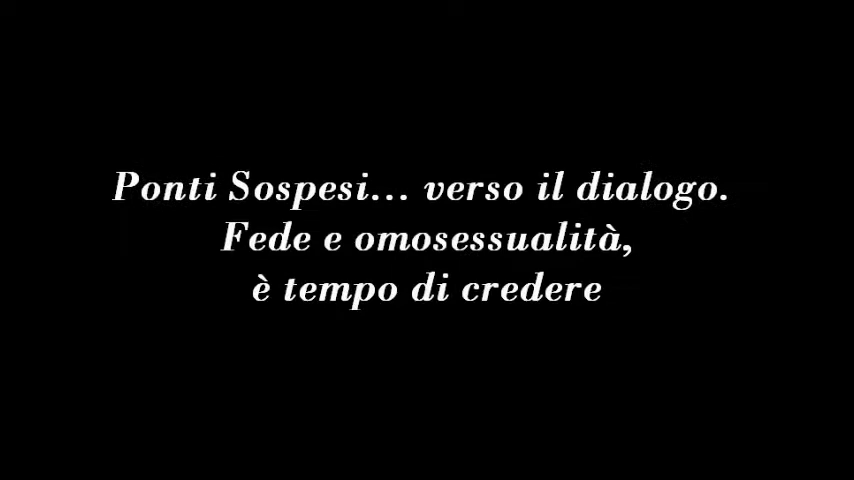 Ponti Sospesi... verso il dialogo.
Fede e omosessualità,
è tempo di credere